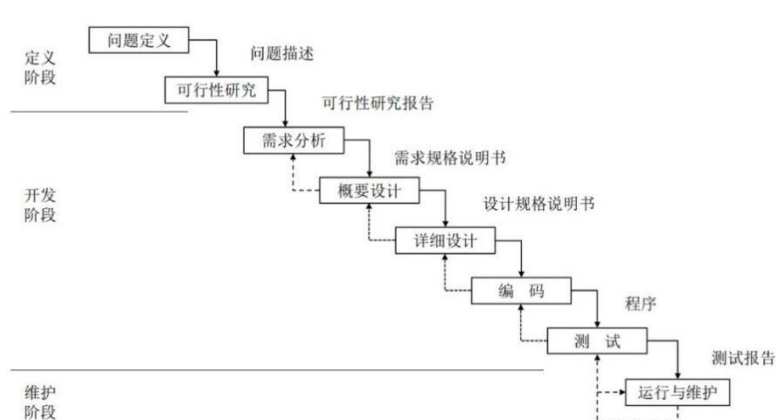 问题定义
问题描述
定义
阶段
可行性研究
可行性研究报告
需求分析
需求规格说明书
开发
阶段
概要设计
设计规格说明书
详细设计
编 码
程序
测 试
测试报告
维护
阶段
运行与维护